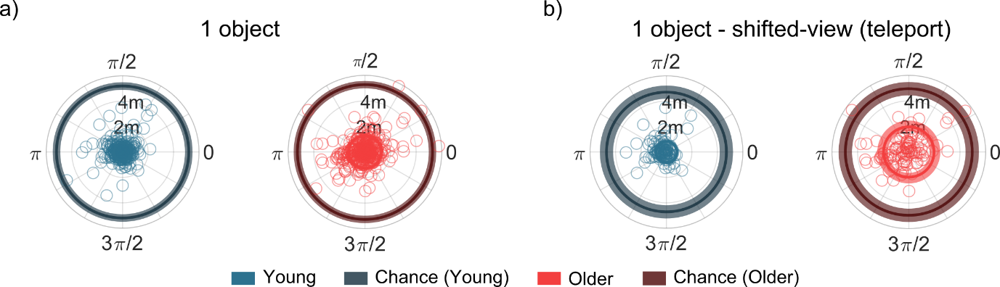 a)
1 object
π/2
4m
2m
π
0
3π/2
π/2
4m
2m
π
0
3π/2
b)
1 object - shifted-view (teleport)
π/2
4m
2m
π
0
3π/2
π/2
4m
2m
π
0
3π/2
Young
Chance (Young)
Older
Chance (Older)